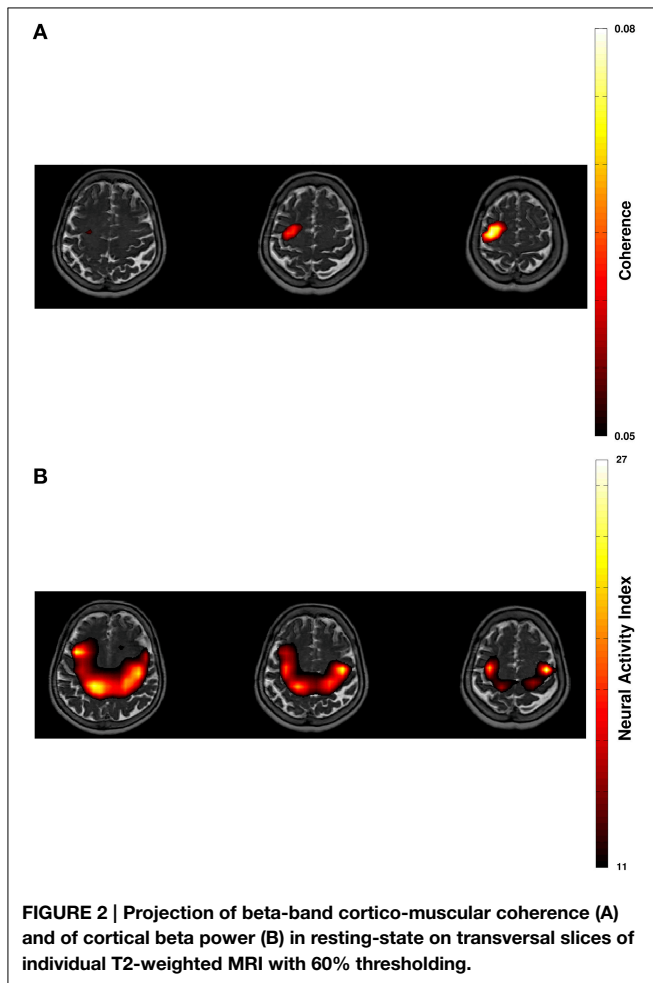 A
0.08
Coherence
0.05
B
27
Neural Activity Index
11
FIGURE 2 | Projection of beta-band cortico-muscular coherence (A)
and of cortical beta power (B) in resting-state on transversal slices of
individual T2-weighted MRI with 60% thresholding.